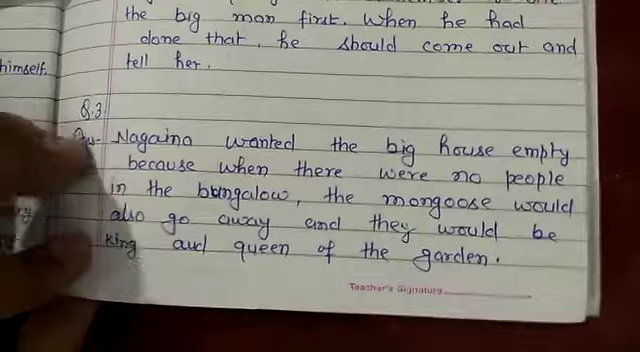 the big man first. When he had
done that, he should come out and
tell her.
himself.
Q.3
Ans- Nagaina wanted the big house empty
because when there were no people
in the bungalow, the mongoose would
also go away and they would be
king and queen of the garden.
Teacher's Signature